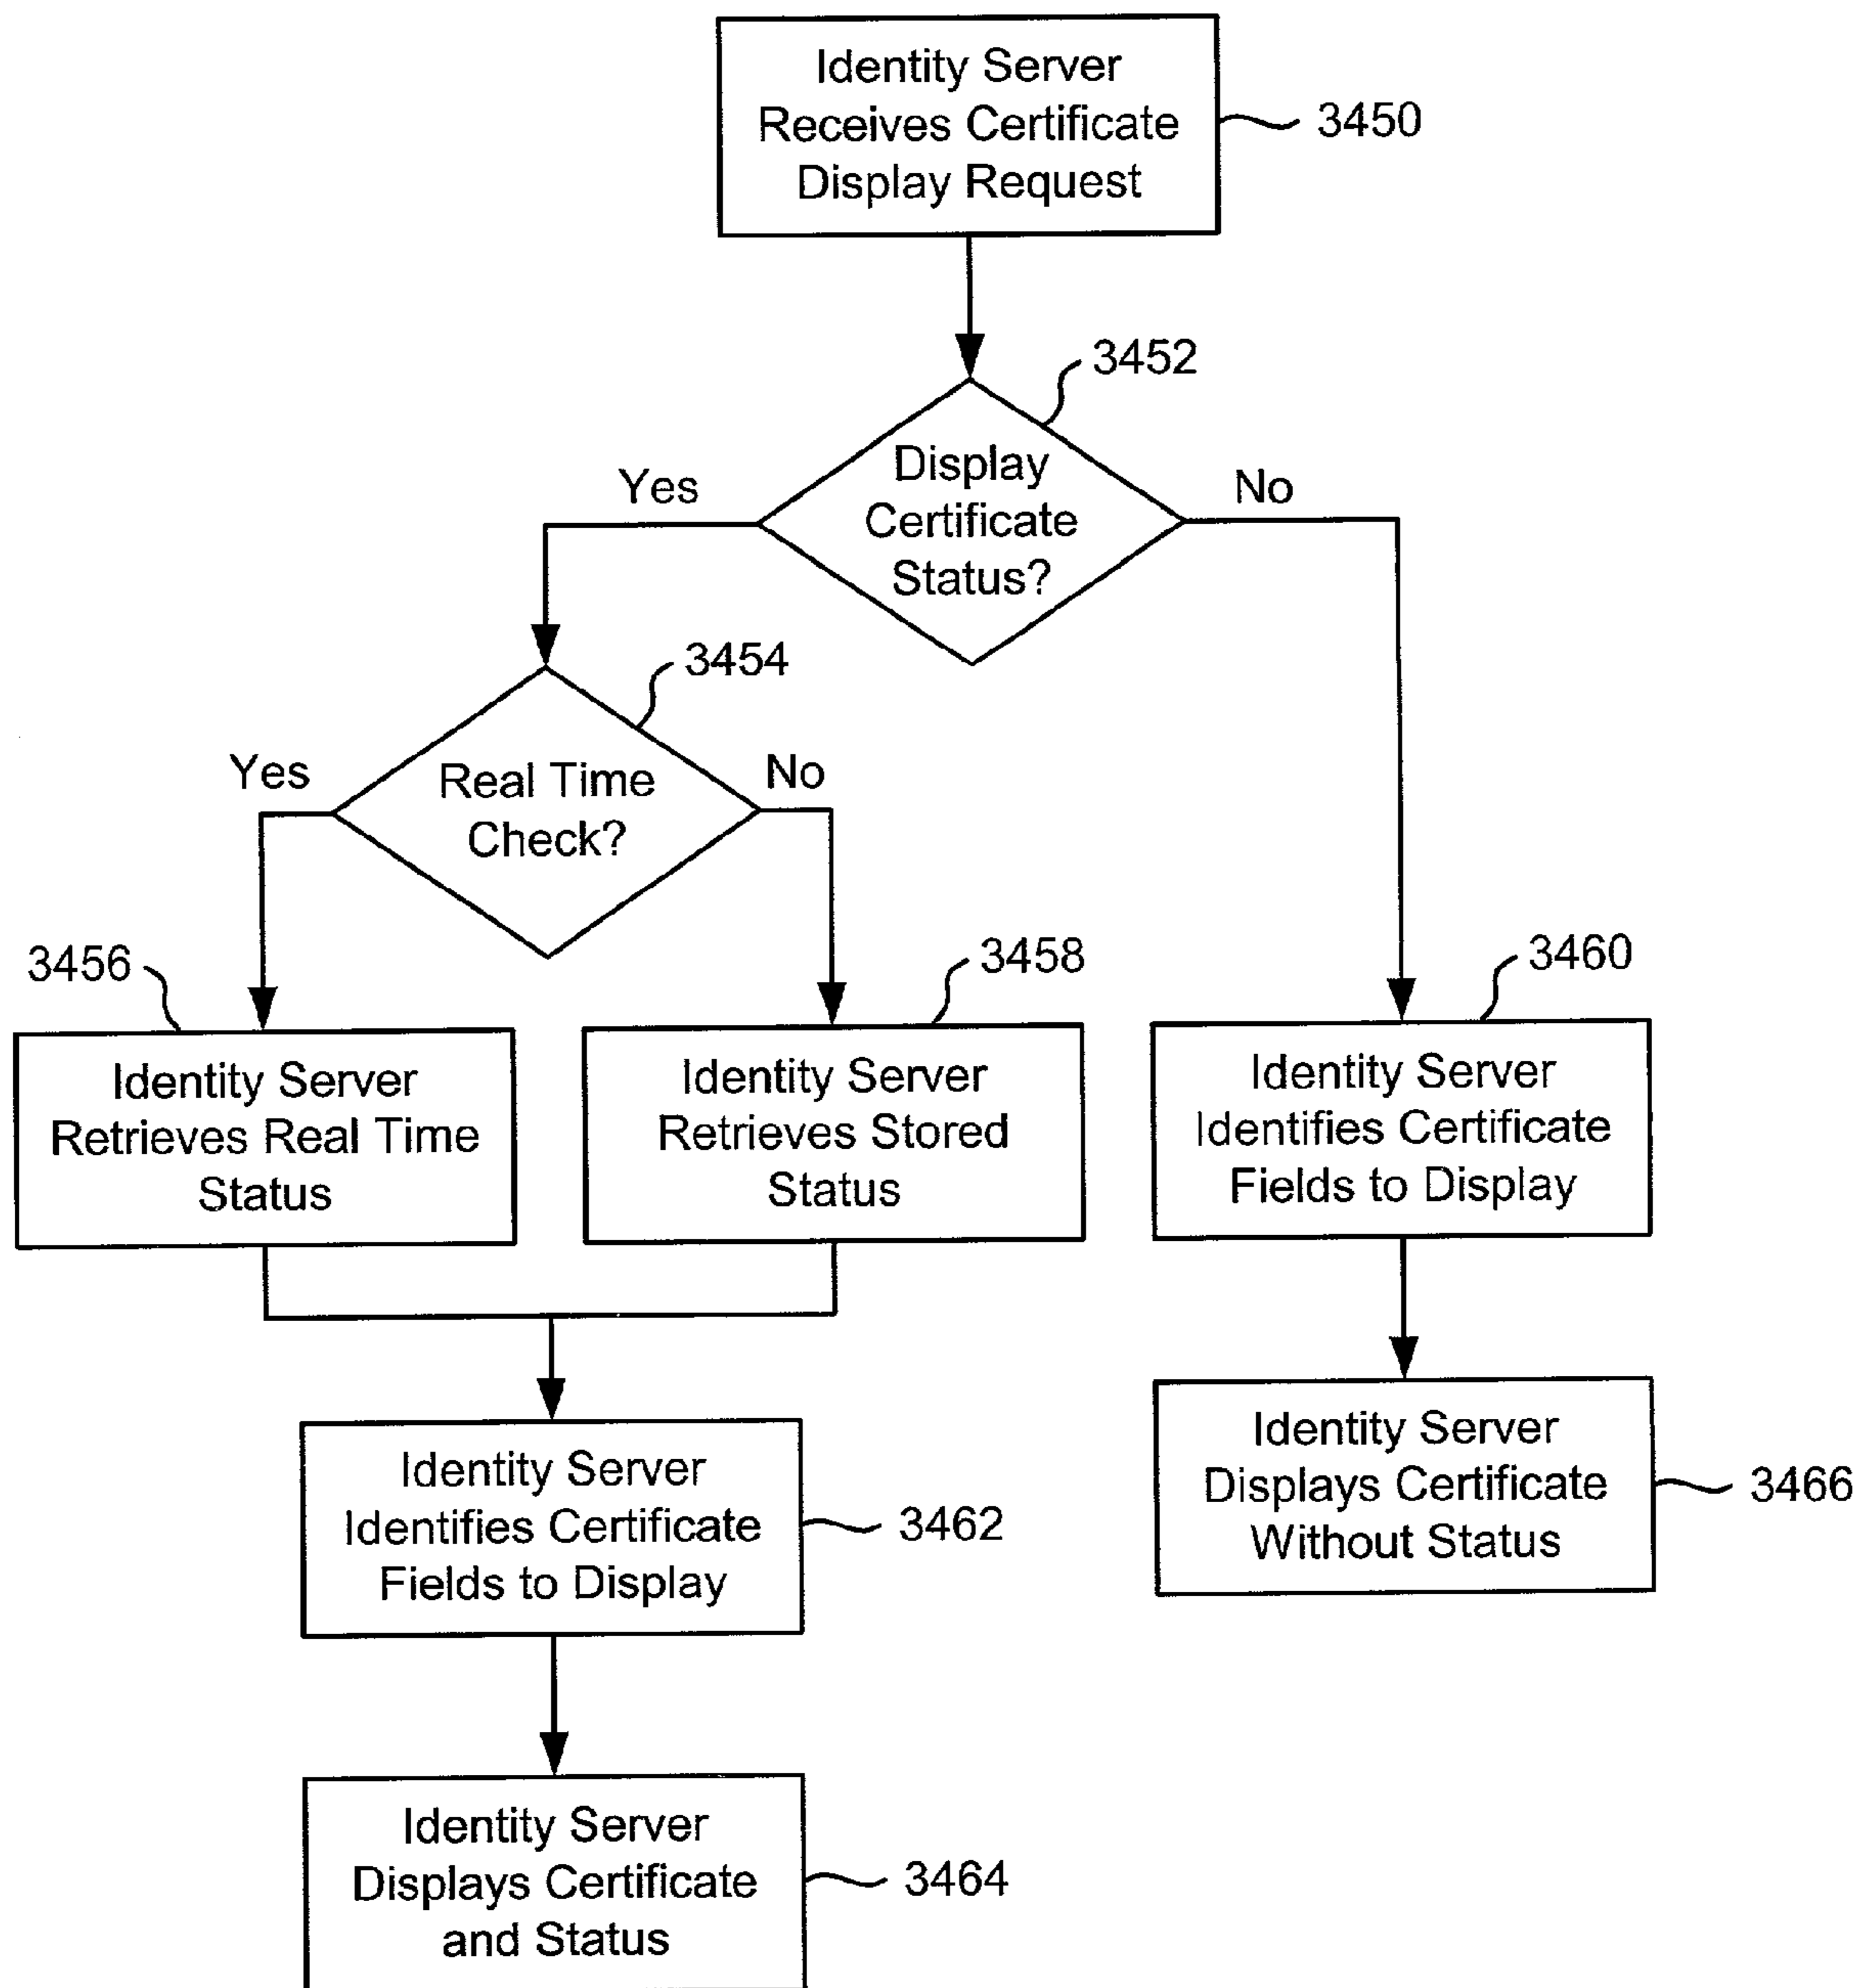 Identity Server
Receives Certificate
Display Request
3450
3452
Display
Certificate
Status?
Yes
No
3454
Real Time
Check?
Yes
No
3456
3458
3460
Identity Server
Retrieves Real Time
Status
Identity Server
Retrieves Stored
Status
Identity Server
Identifies Certificate
Fields to Display
Identity Server
Identifies Certificate
Fields to Display
3462
Identity Server
Displays Certificate
Without Status
3466
Identity Server
Displays Certificate
and Status
3464